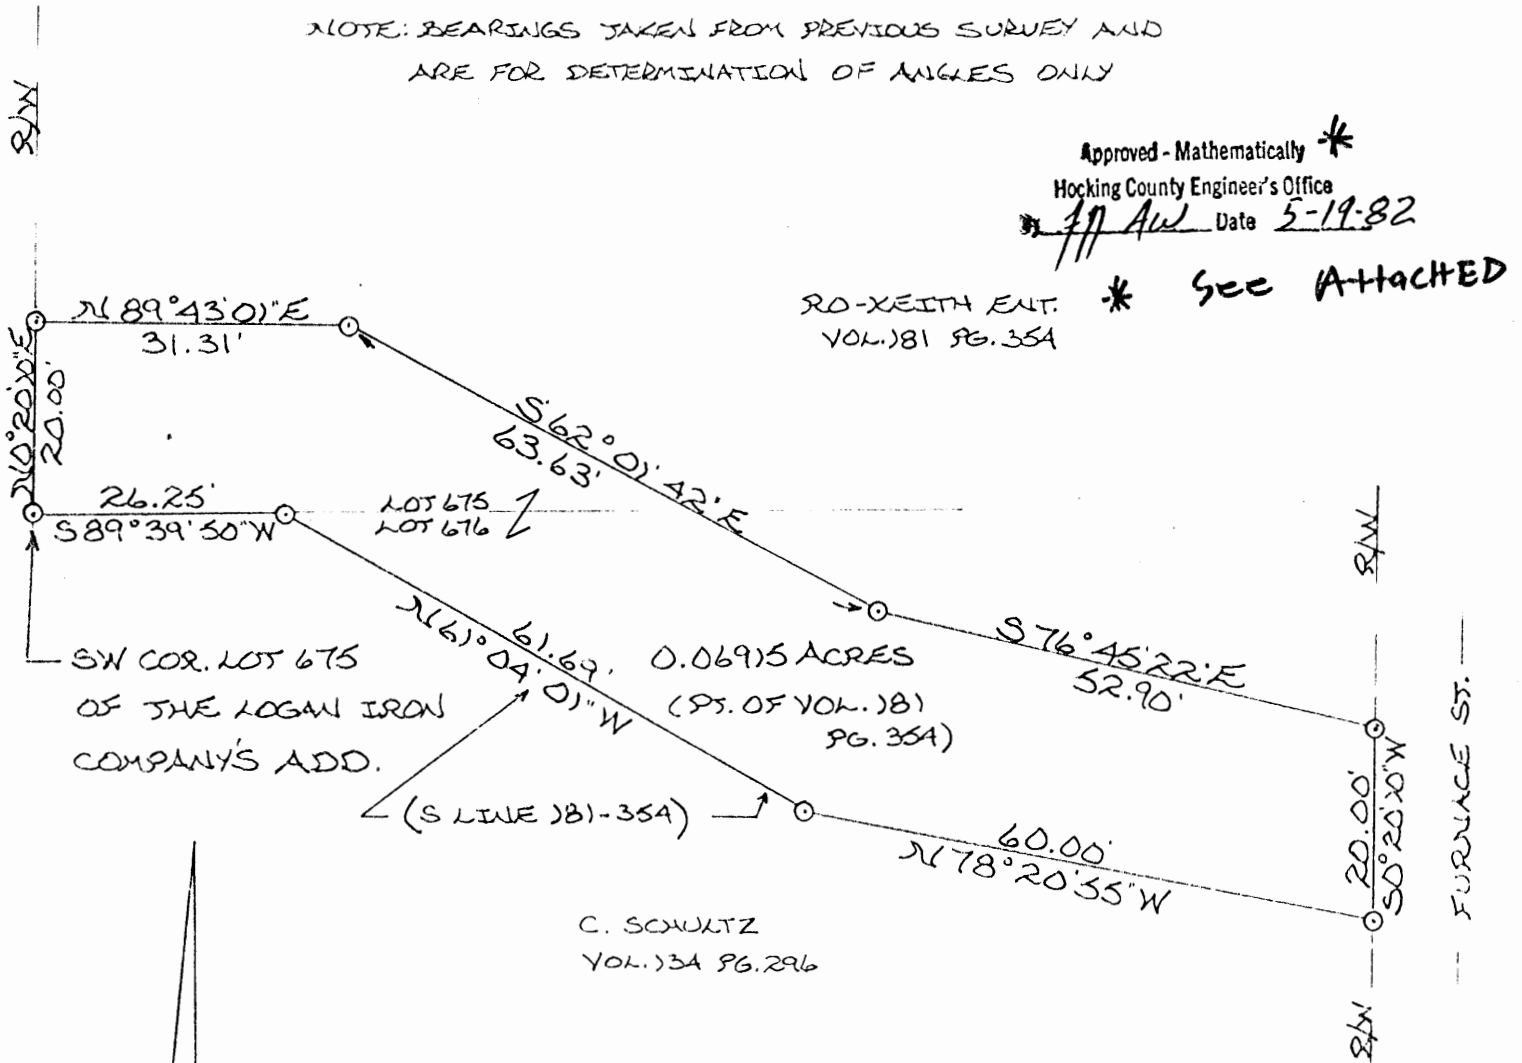 NOTE: BEARINGS TAKEN FROM PREVIOUS SURVEY AND
ARE FOR DETERMINATION OF ANGLES ONLY
R/W
Approved - Mathematically *
Hocking County Engineer's Office
Date 5-19-82
* See AttacHED
RO-KEITH ENT.
VOL.181 PG.354
N 89°43'01"E
31.31'
N 0°20'10"E
20.00'
S 62°01'42"E
63.63'
26.25'
S 89°39'50"W
LOT 675
LOT 676
R/W
S 76°45'22"E
52.90'
61.69'
N 61°04'01"W
0.06915 ACRES
(PT. OF VOL.181
PG.354)
SW COR. LOT 675
OF THE LOGAN IRON
COMPANY'S ADD.
(S LINE 181-354)
60.00'
N 78°20'55"W
20.00'
S 0°20'10"W
FURNACE ST.
C. SCHULTZ
VOL.134 PG.296
R/W